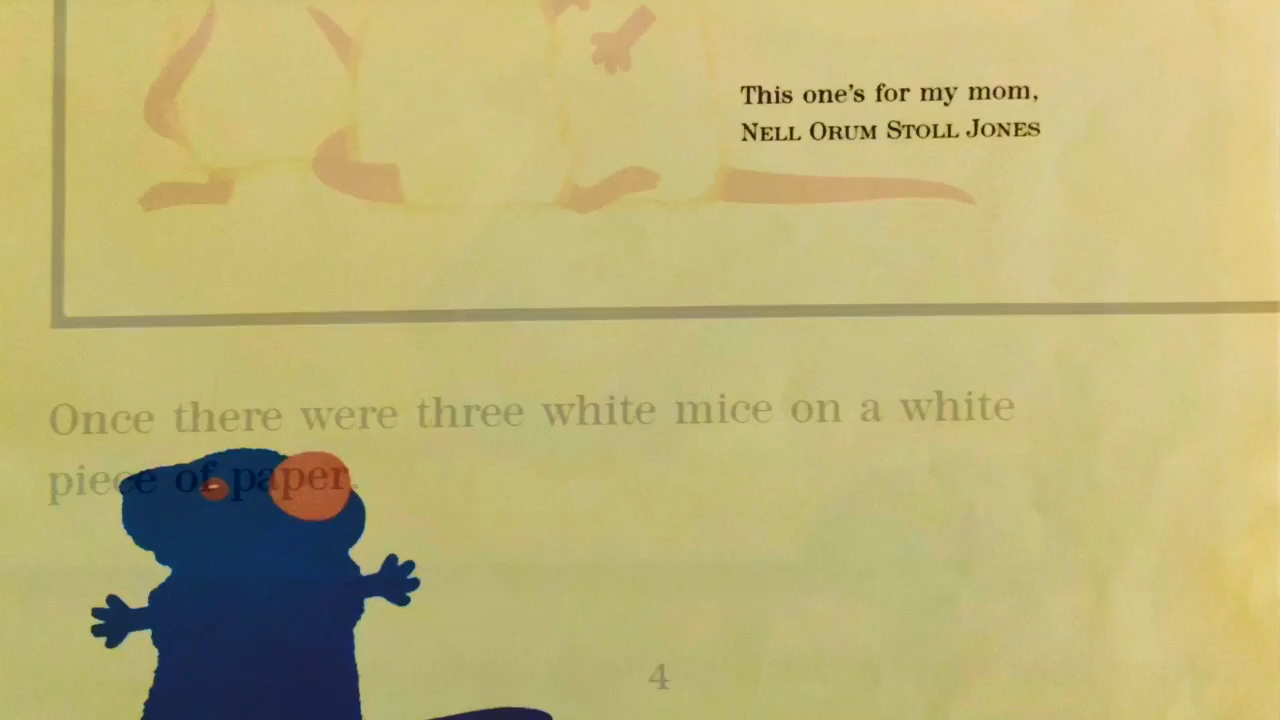 This one's for my mom,
NELL ORUM STOLL JONES
Once there were three white mice on a white
piece of paper.
4